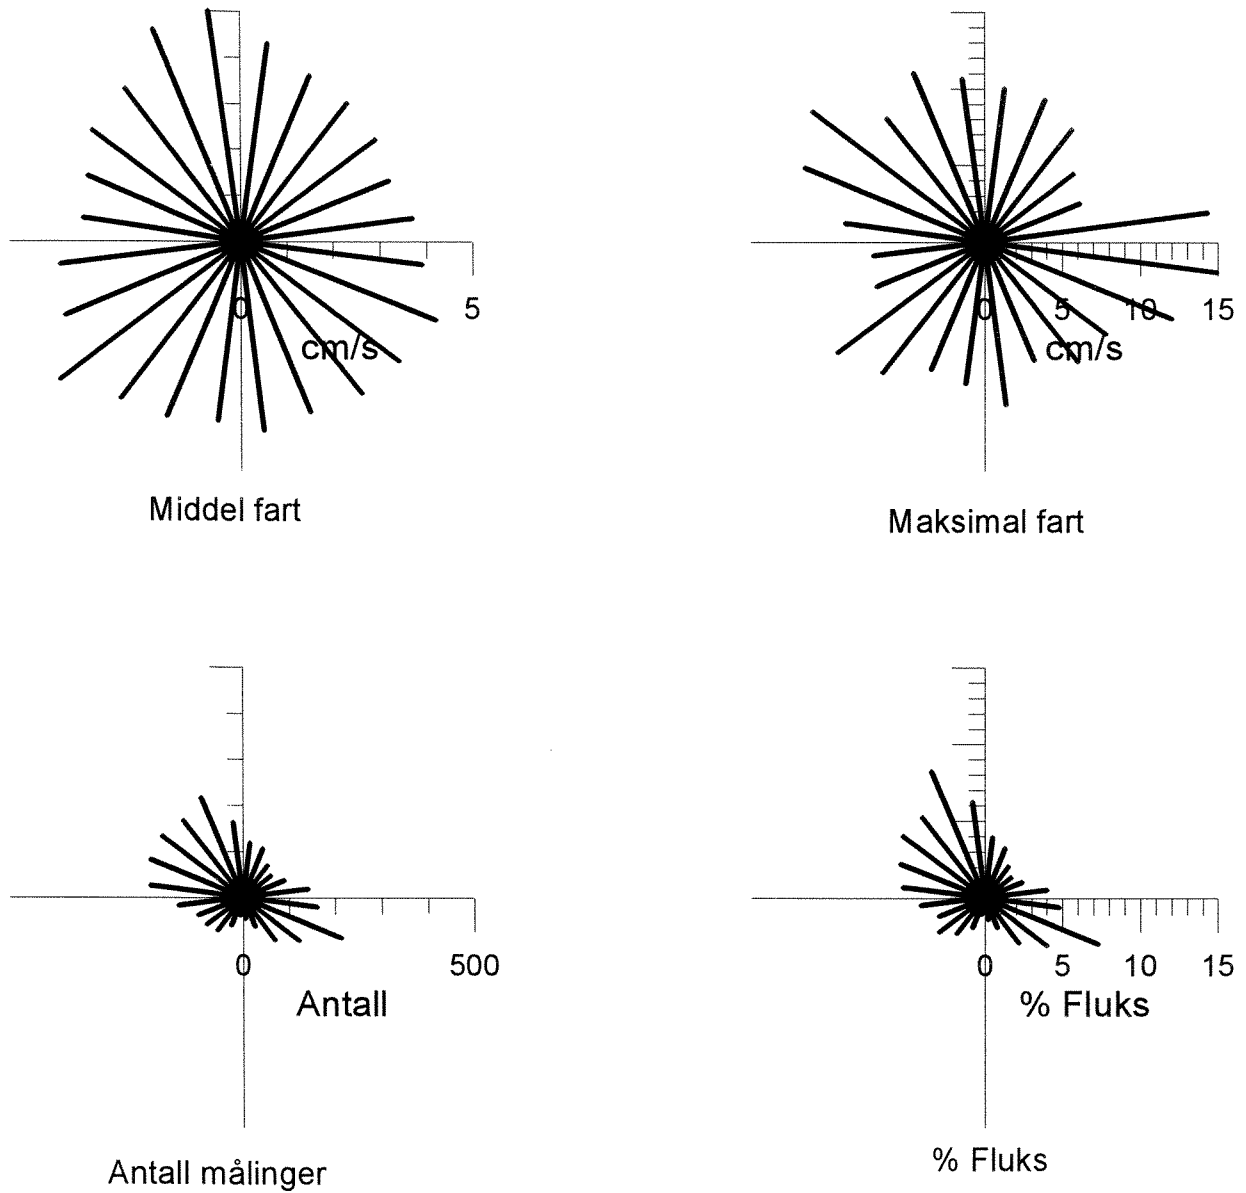 0 5
cm/s
Middel fart
0 5 10 15
cm/s
Maksimal fart
0 500
Antall
Antall målinger
0 5 10 15
% Fluks
% Fluks